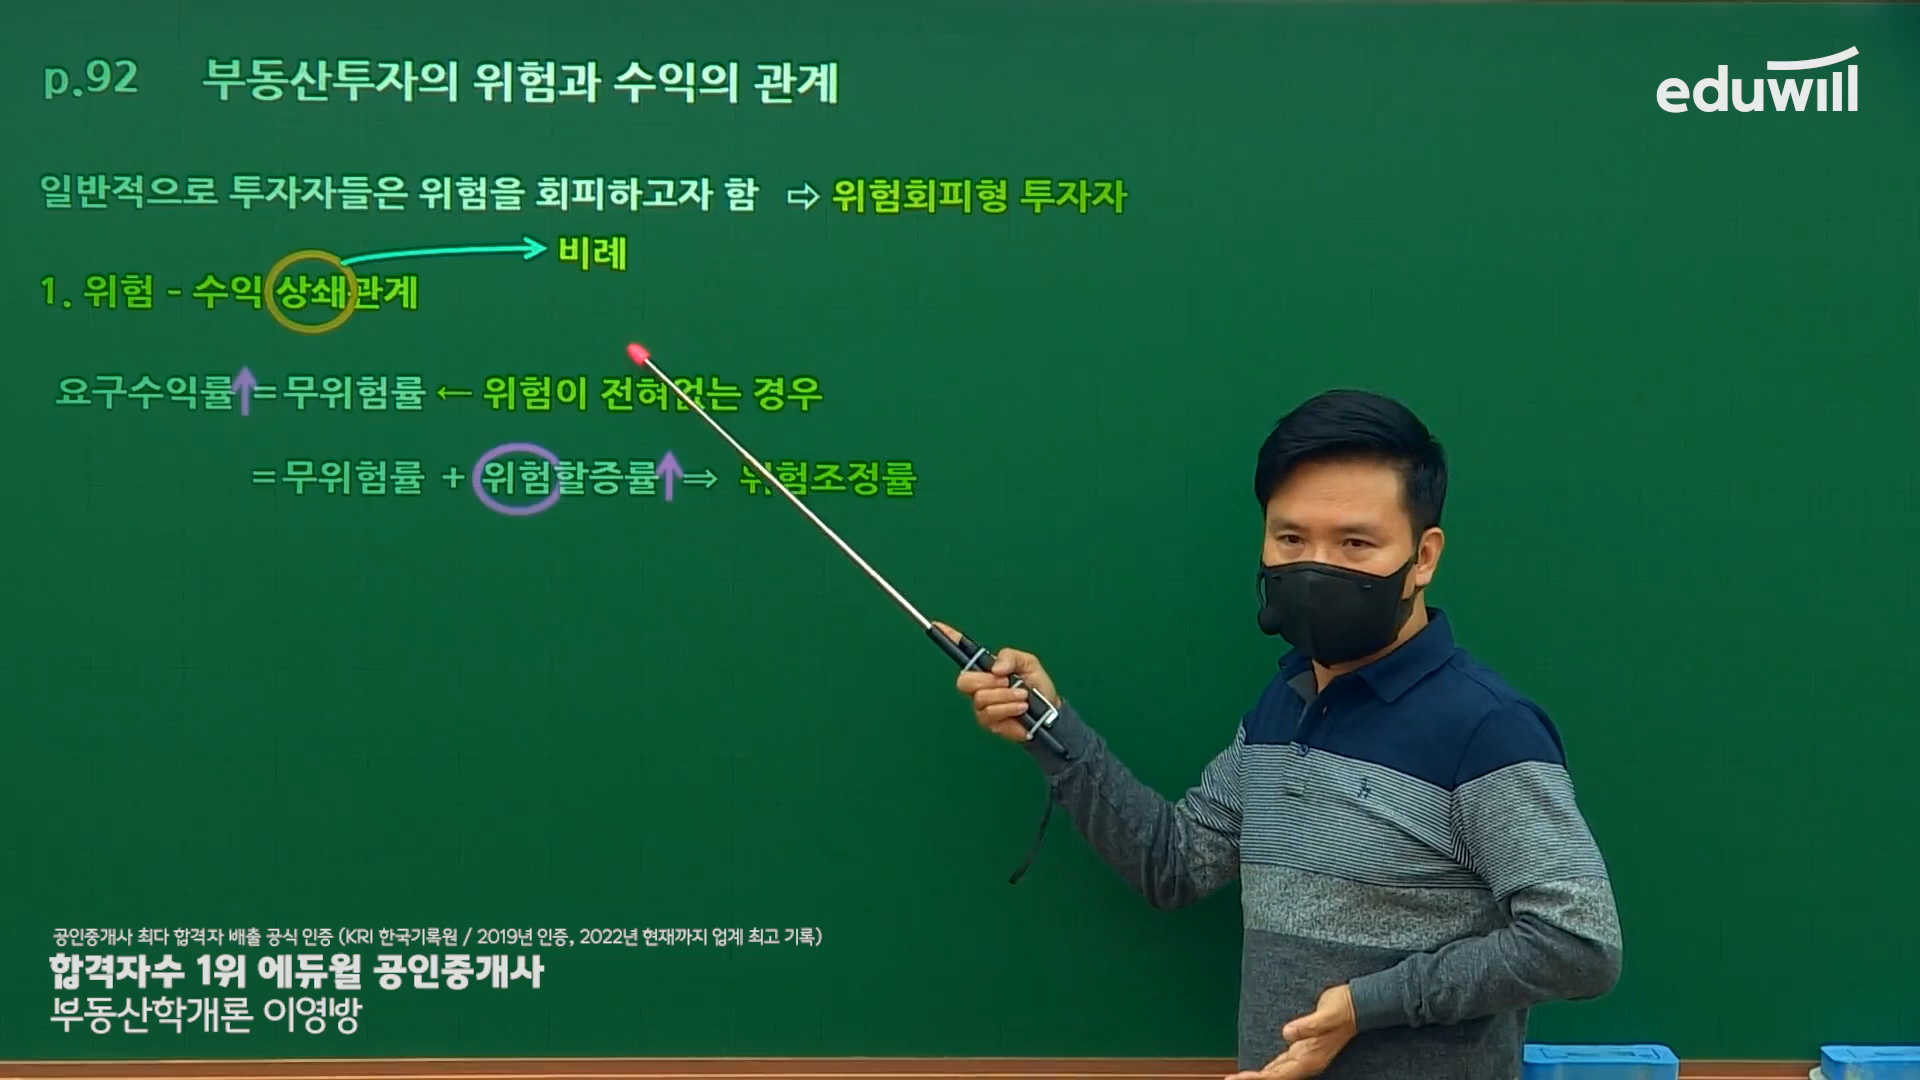 p.92 부동산투자의 위험과 수익의 관계
eduwill
일반적으로 투자자들은 위험을 회피하고자 함 ⇨ 위험회피형 투자자
비례
1. 위험 - 수익 상쇄관계
요구수익률↑ = 무위험률 ← 위험이 전혀없는 경우
= 무위험률 + 위험할증률↑ ⇒ 위험조정률
공인중개사 최다 합격자 배출 공식 인증 (KRI 한국기록원 / 2019년 인증, 2022년 현재까지 업계 최고 기록)
합격자수 1위 에듀윌 공인중개사
부동산학개론 이영방